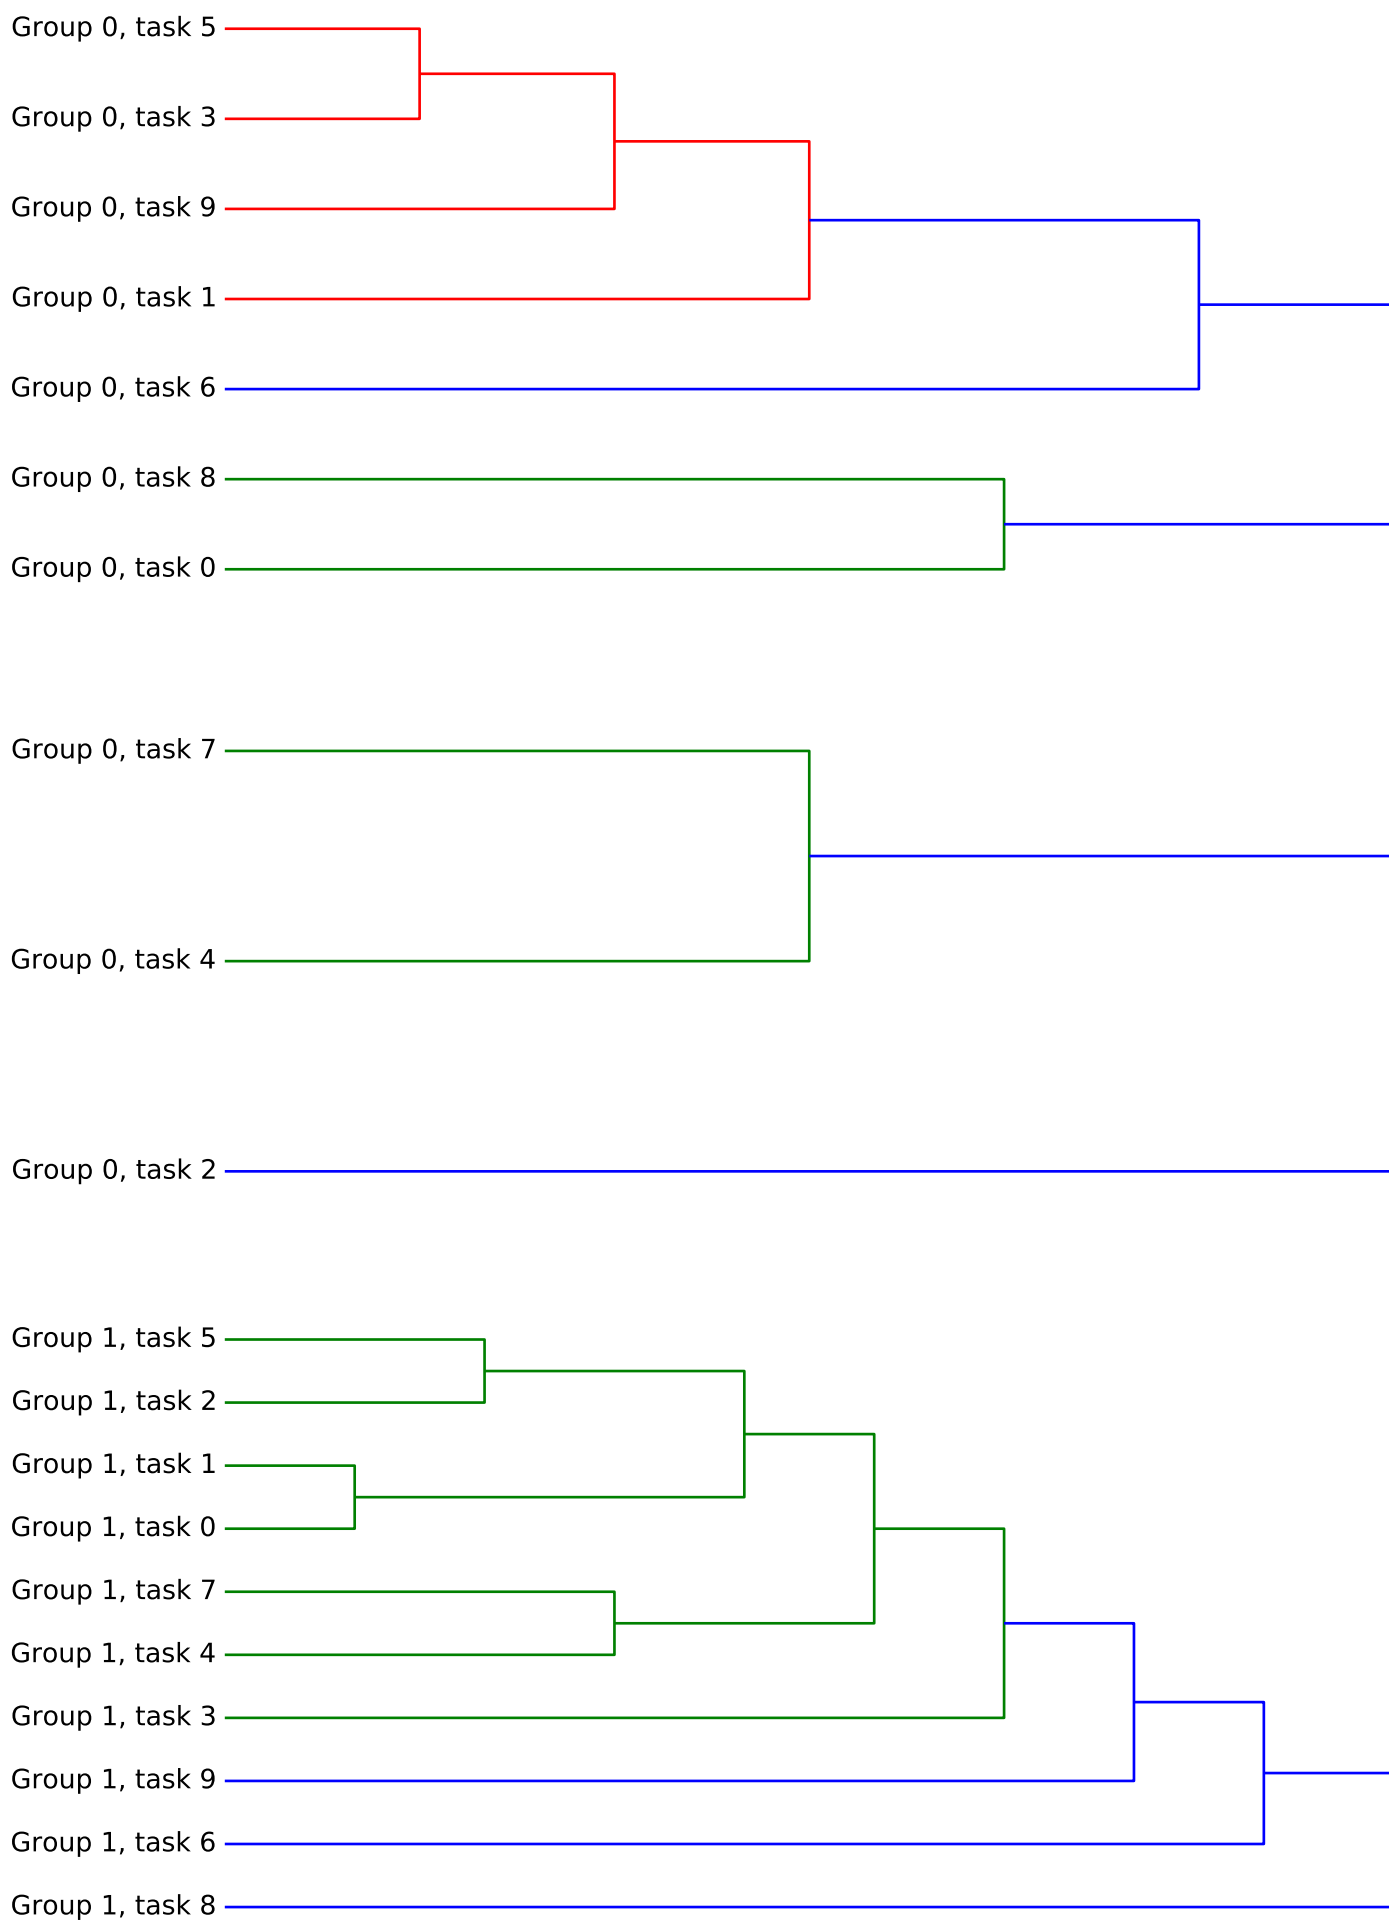 Group 0, task 5
Group 0, task 3
Group 0, task 9
Group 0, task 1
Group 0, task 6
Group 0, task 8
Group 0, task 0
Group 0, task 7
Group 0, task 4
Group 0, task 2
Group 1, task 5
Group 1, task 2
Group 1, task 1
Group 1, task 0
Group 1, task 7
Group 1, task 4
Group 1, task 3
Group 1, task 9
Group 1, task 6
Group 1, task 8